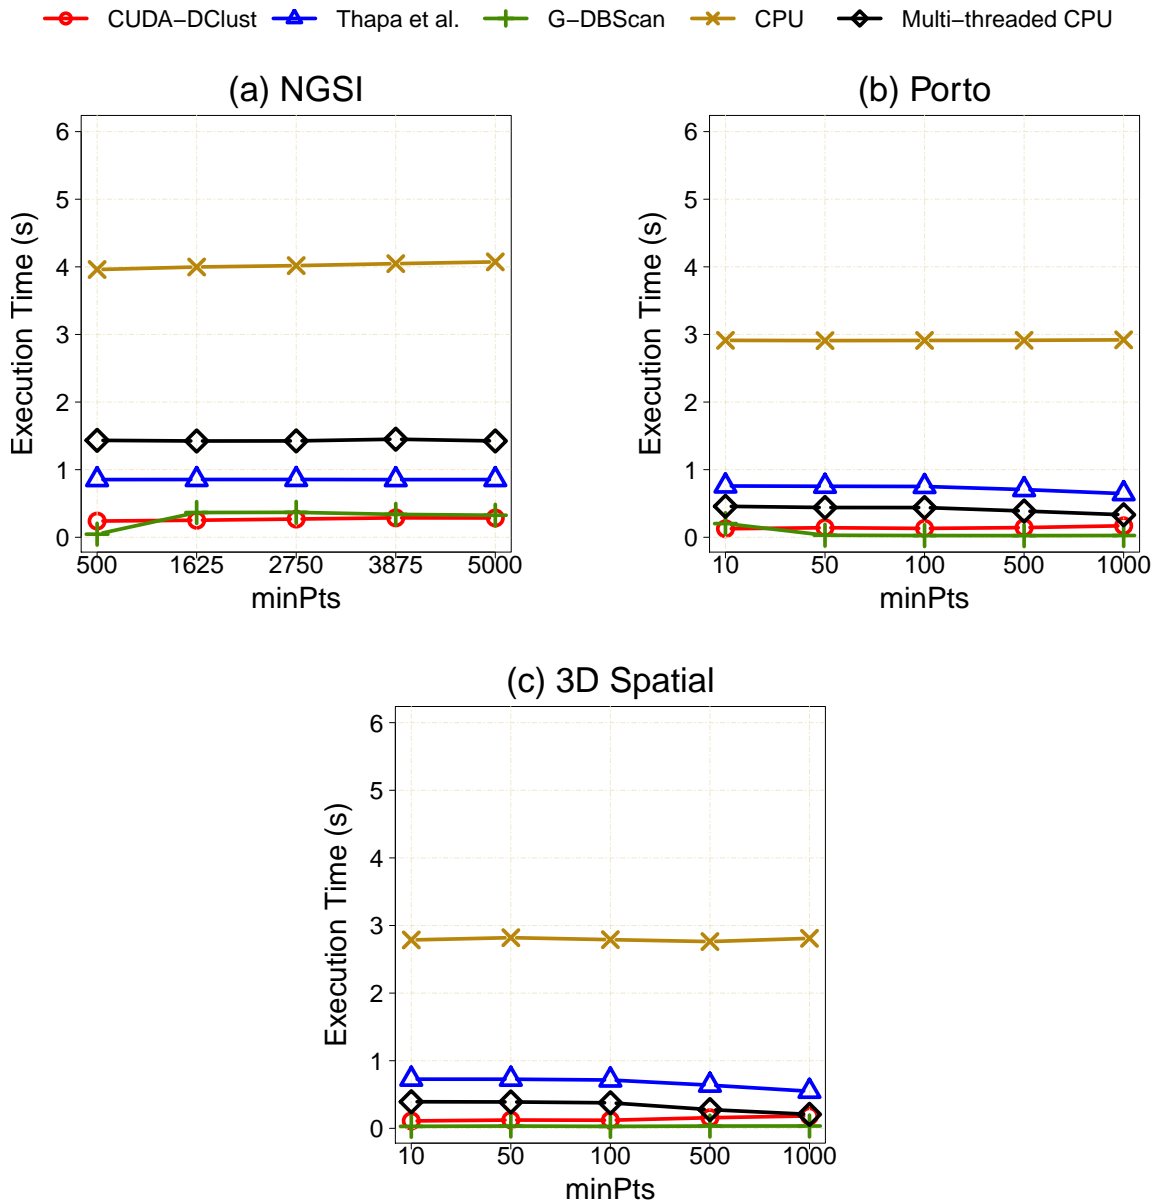 CUDA−DClust Thapa et al. G−DBScan CPU Multi−threaded CPU
(a) NGSI
Execution Time (s)
6
5
4
3
2
1
0
500 1625 2750 3875 5000
minPts
(b) Porto
Execution Time (s)
6
5
4
3
2
1
0
10 50 100 500 1000
minPts
(c) 3D Spatial
Execution Time (s)
6
5
4
3
2
1
0
10 50 100 500 1000
minPts